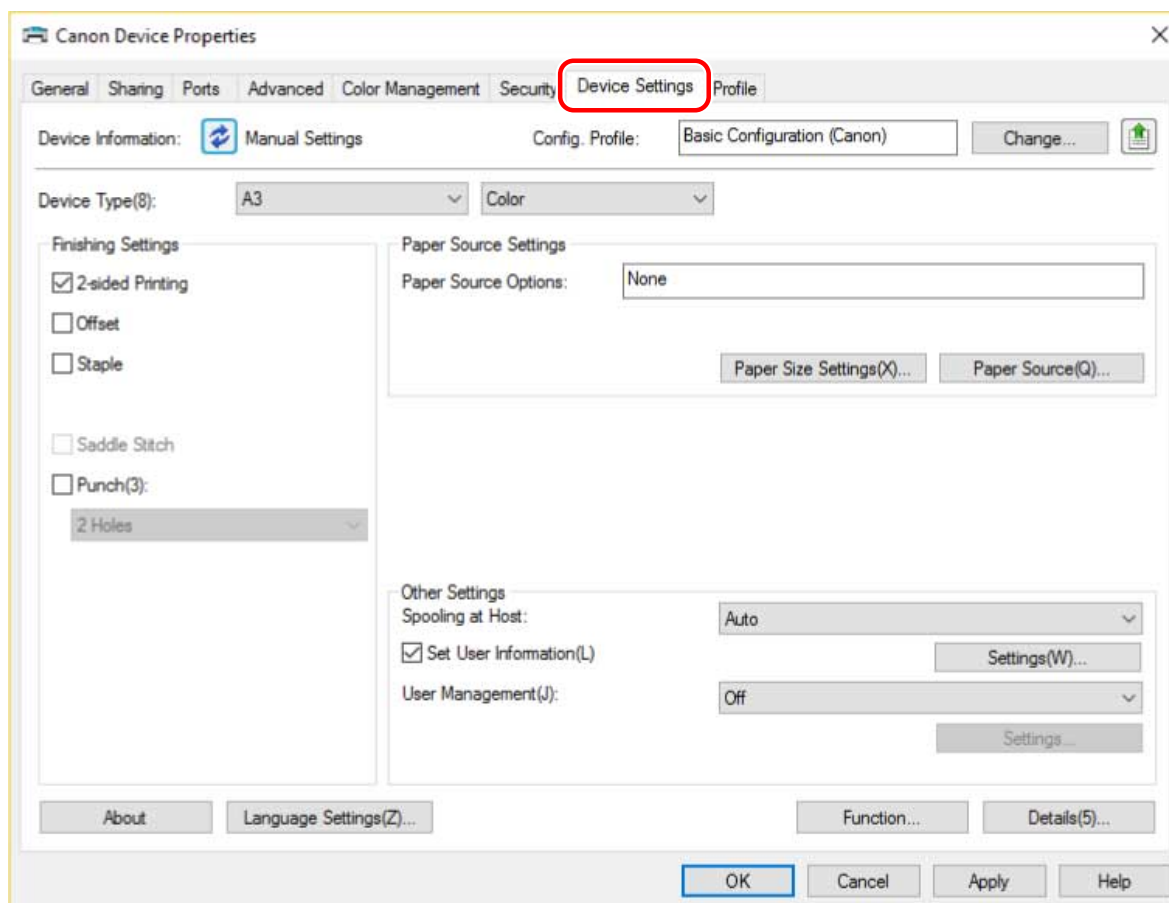 Canon Device Properties
General Sharing Ports Advanced Color Management Security Device Settings Profile
Device Information: Manual Settings Config. Profile: Basic Configuration (Canon) Change...
Device Type(8): A3 Color
Finishing Settings
2-sided Printing
Offset
Staple
Saddle Stitch
Punch(3):
2 Holes
Paper Source Settings
Paper Source Options: None
Paper Size Settings(X)... Paper Source(Q)...
Other Settings
Spooling at Host: Auto
Set User Information(L) Settings(W)...
User Management(J): Off
Settings...
About Language Settings(Z)... Function... Details(5)...
OK Cancel Apply Help